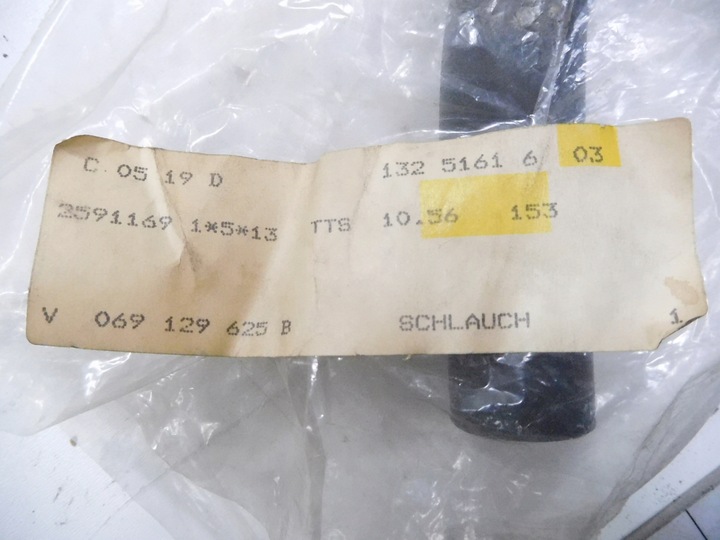 C 05 19 D 132 5161 6 03
2591169 1*5*13 TTS 10.56 153
V 069 129 625 B SCHLAUCH 1